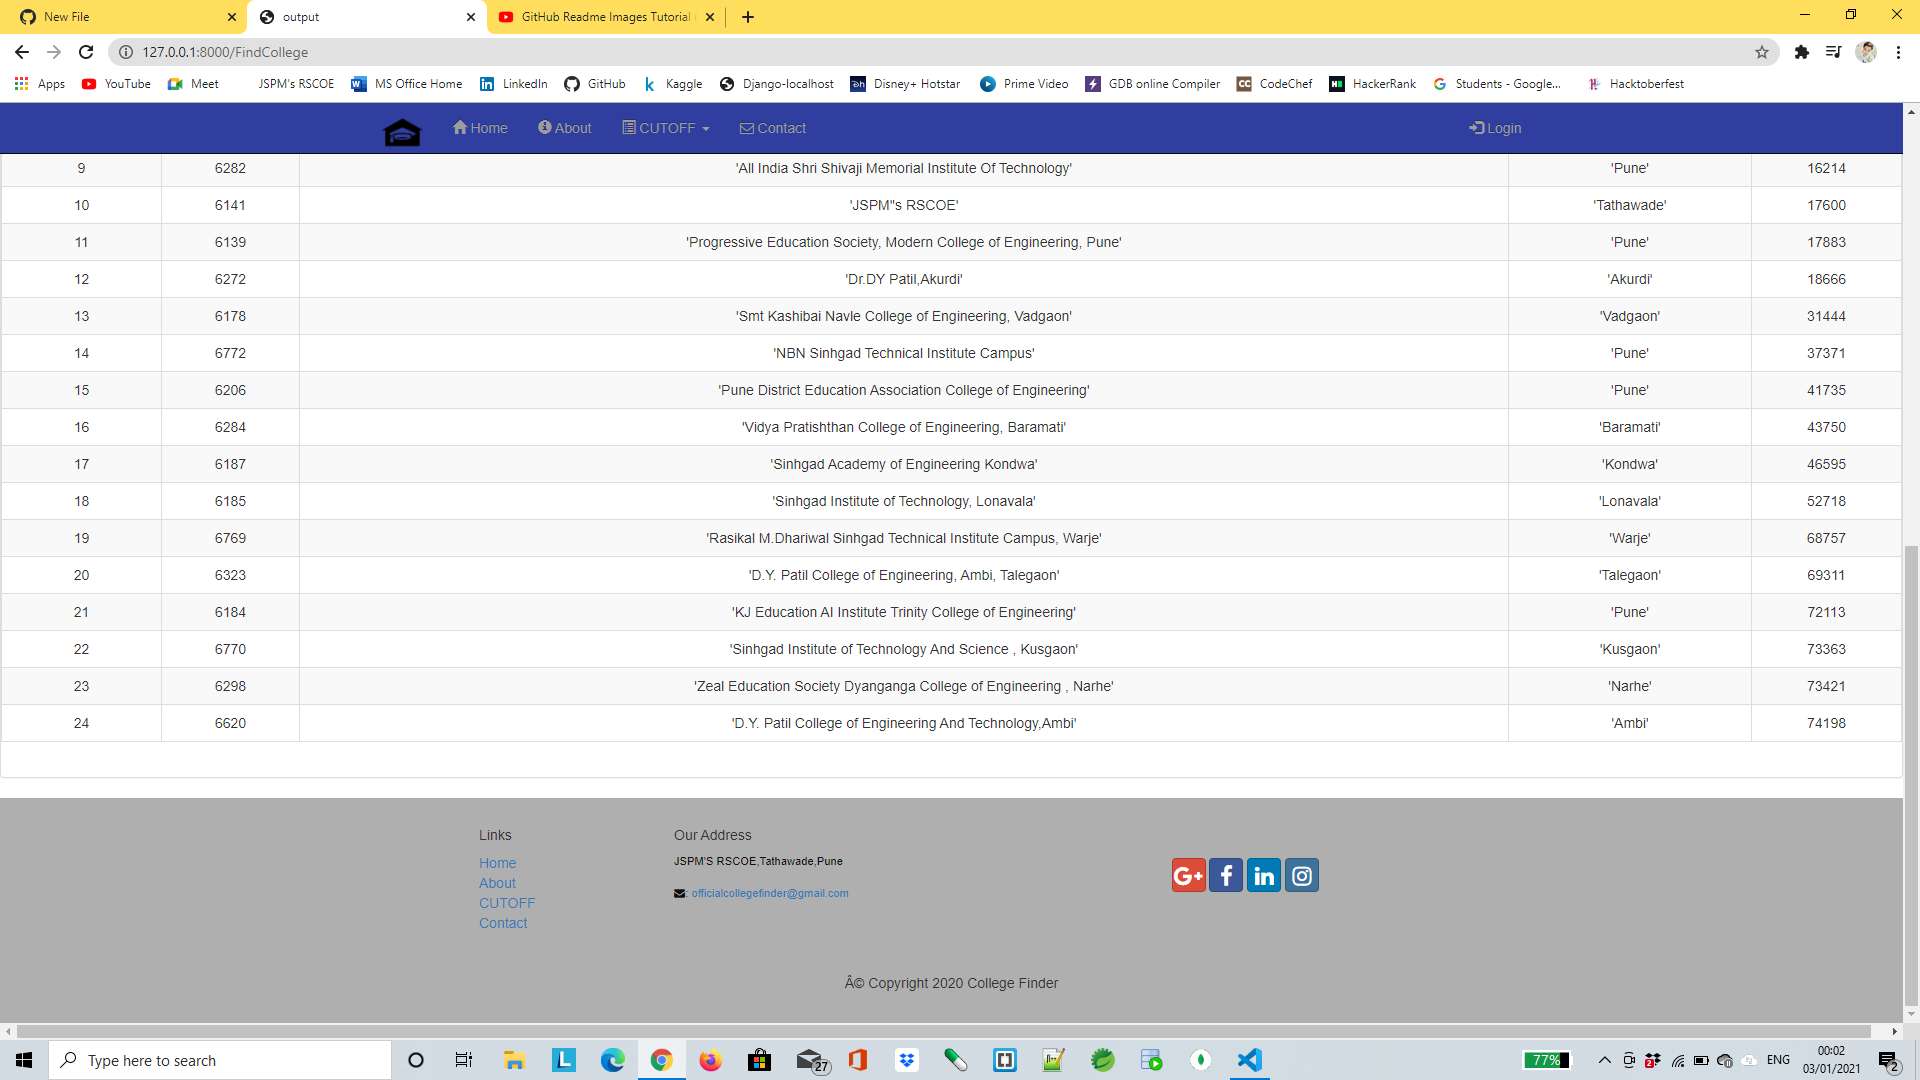 New File
output
GitHub Readme Images Tutorial
127.0.0.1:8000/FindCollege
Apps YouTube Meet JSPM's RSCOE MS Office Home LinkedIn GitHub Kaggle Django-localhost Disney+ Hotstar Prime Video GDB online Compiler CodeChef HackerRank Students - Google... Hacktoberfest
Home About CUTOFF Contact Login
9 6282 'All India Shri Shivaji Memorial Institute Of Technology' 'Pune' 16214
10 6141 'JSPM''s RSCOE' 'Tathawade' 17600
11 6139 'Progressive Education Society, Modern College of Engineering, Pune' 'Pune' 17883
12 6272 'Dr.DY Patil,Akurdi' 'Akurdi' 18666
13 6178 'Smt Kashibai Navle College of Engineering, Vadgaon' 'Vadgaon' 31444
14 6772 'NBN Sinhgad Technical Institute Campus' 'Pune' 37371
15 6206 'Pune District Education Association College of Engineering' 'Pune' 41735
16 6284 'Vidya Pratishthan College of Engineering, Baramati' 'Baramati' 43750
17 6187 'Sinhgad Academy of Engineering Kondwa' 'Kondwa' 46595
18 6185 'Sinhgad Institute of Technology, Lonavala' 'Lonavala' 52718
19 6769 'Rasikal M.Dhariwal Sinhgad Technical Institute Campus, Warje' 'Warje' 68757
20 6323 'D.Y. Patil College of Engineering, Ambi, Talegaon' 'Talegaon' 69311
21 6184 'KJ Education AI Institute Trinity College of Engineering' 'Pune' 72113
22 6770 'Sinhgad Institute of Technology And Science , Kusgaon' 'Kusgaon' 73363
23 6298 'Zeal Education Society Dyanganga College of Engineering , Narhe' 'Narhe' 73421
24 6620 'D.Y. Patil College of Engineering And Technology,Ambi' 'Ambi' 74198
Links
Home
About
CUTOFF
Contact
Our Address
JSPM'S RSCOE,Tathawade,Pune
: officialcollegefinder@gmail.com
G+ f in
Â© Copyright 2020 College Finder
Type here to search
27
77%
ENG
00:02
03/01/2021
2